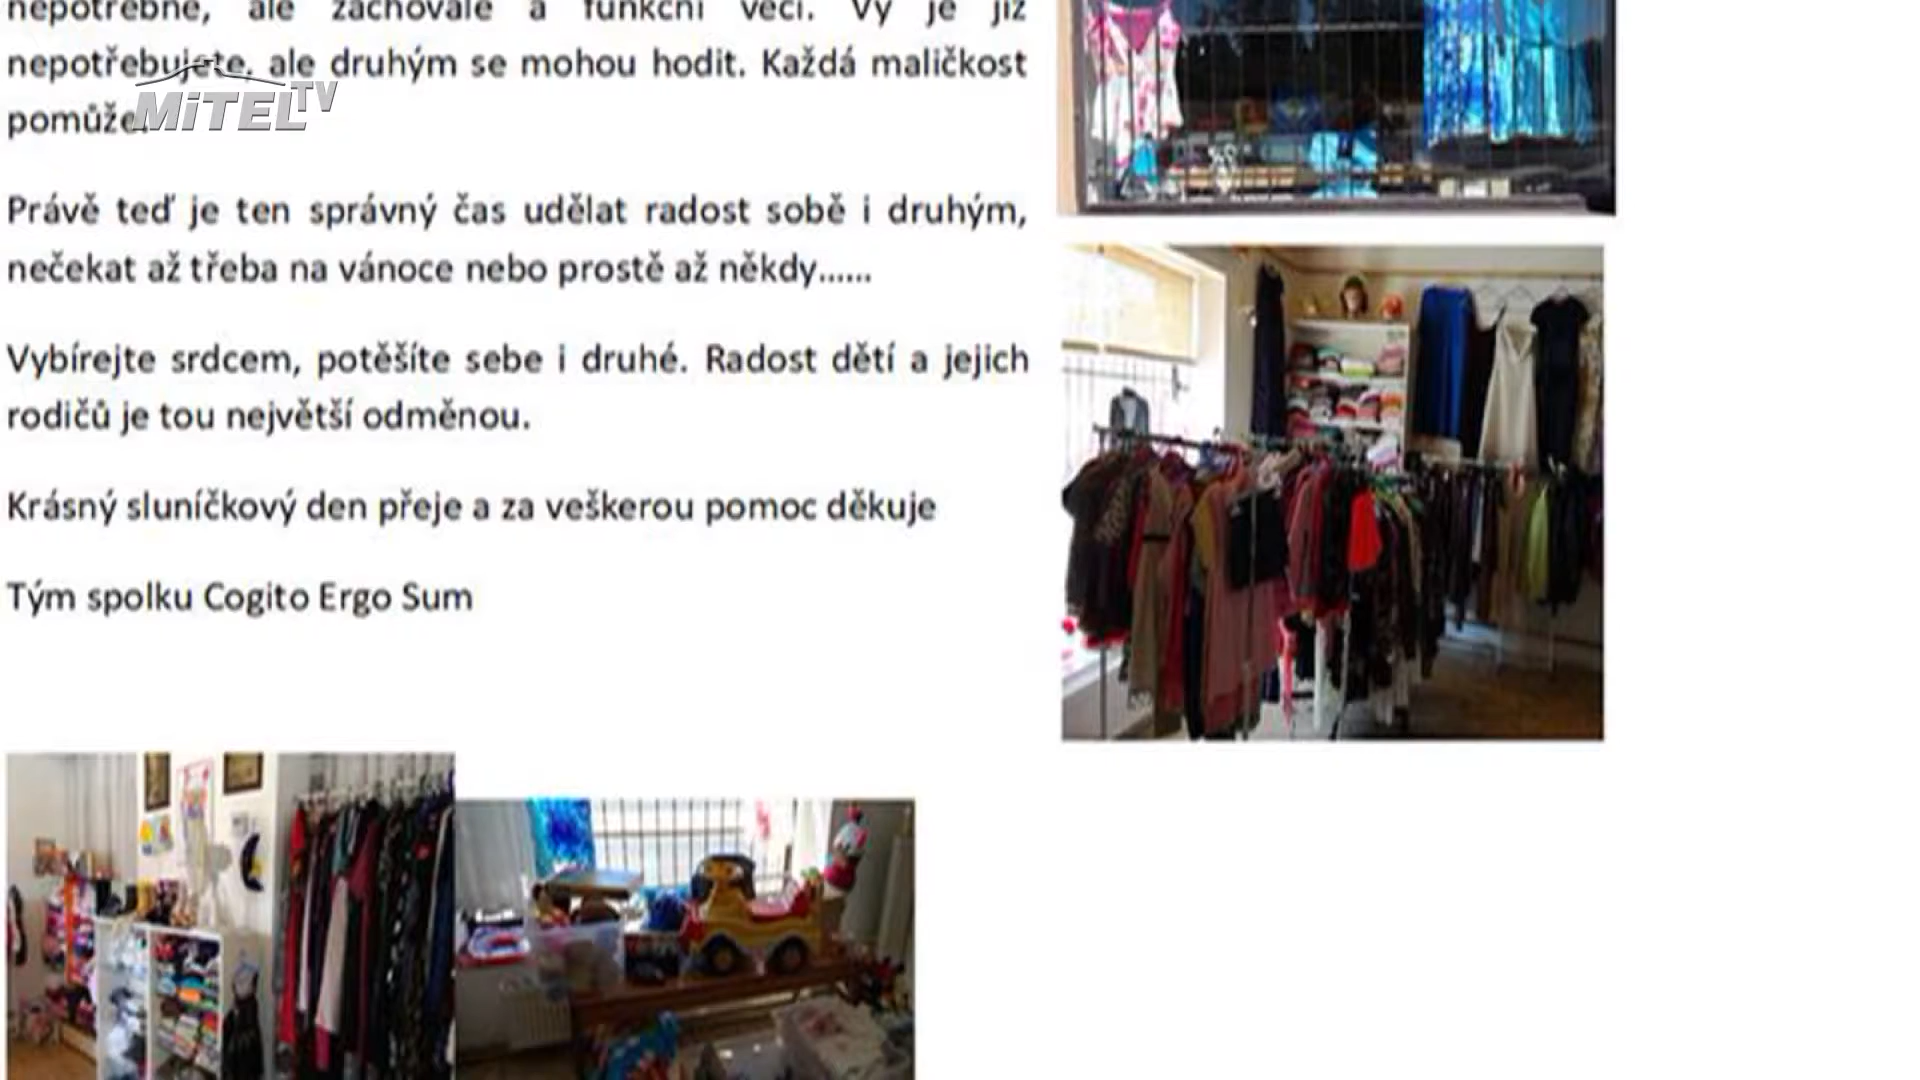 nepotřebné, ale zachovalé a funkční věci. Vy je již
nepotřebujete, ale druhým se mohou hodit. Každá maličkost
pomůže.
MiTEL TV
Právě teď je ten správný čas udělat radost sobě i druhým,
nečekat až třeba na vánoce nebo prostě až někdy......
Vybírejte srdcem, potěšíte sebe i druhé. Radost dětí a jejich
rodičů je tou největší odměnou.
Krásný sluníčkový den přeje a za veškerou pomoc děkuje
Tým spolku Cogito Ergo Sum